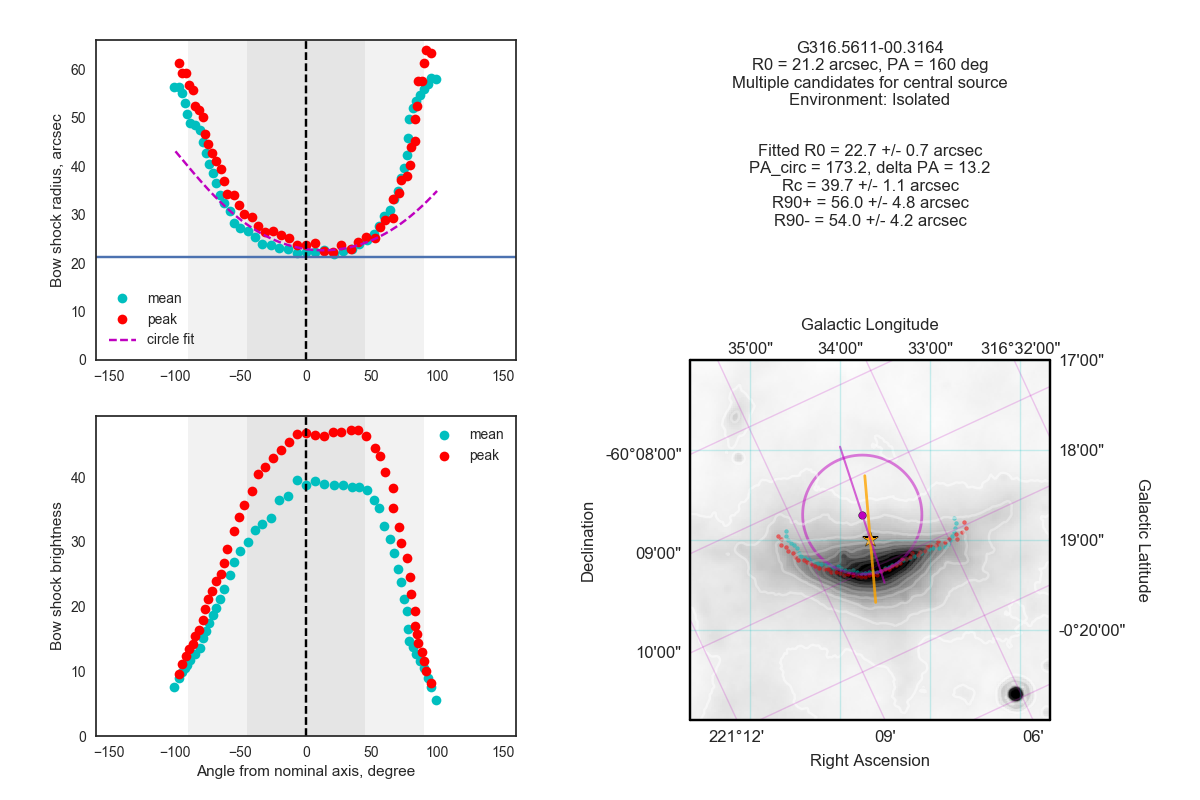 60
50
40
30
20
10
0
Bow shock radius, arcsec
mean
peak
circle fit
−150 −100 −50 0 50 100 150
40
30
20
10
0
Bow shock brightness
mean
peak
−150 −100 −50 0 50 100 150
Angle from nominal axis, degree
G316.5611-00.3164
R0 = 21.2 arcsec, PA = 160 deg
Multiple candidates for central source
Environment: Isolated
Fitted R0 = 22.7 +/- 0.7 arcsec
PA_circ = 173.2, delta PA = 13.2
Rc = 39.7 +/- 1.1 arcsec
R90+ = 56.0 +/- 4.8 arcsec
R90- = 54.0 +/- 4.2 arcsec
Galactic Longitude
35'00" 34'00" 33'00" 316°32'00"
17'00"
18'00"
19'00"
-0°20'00"
Galactic Latitude
-60°08'00"
09'00"
10'00"
Declination
221°12' 09' 06'
Right Ascension